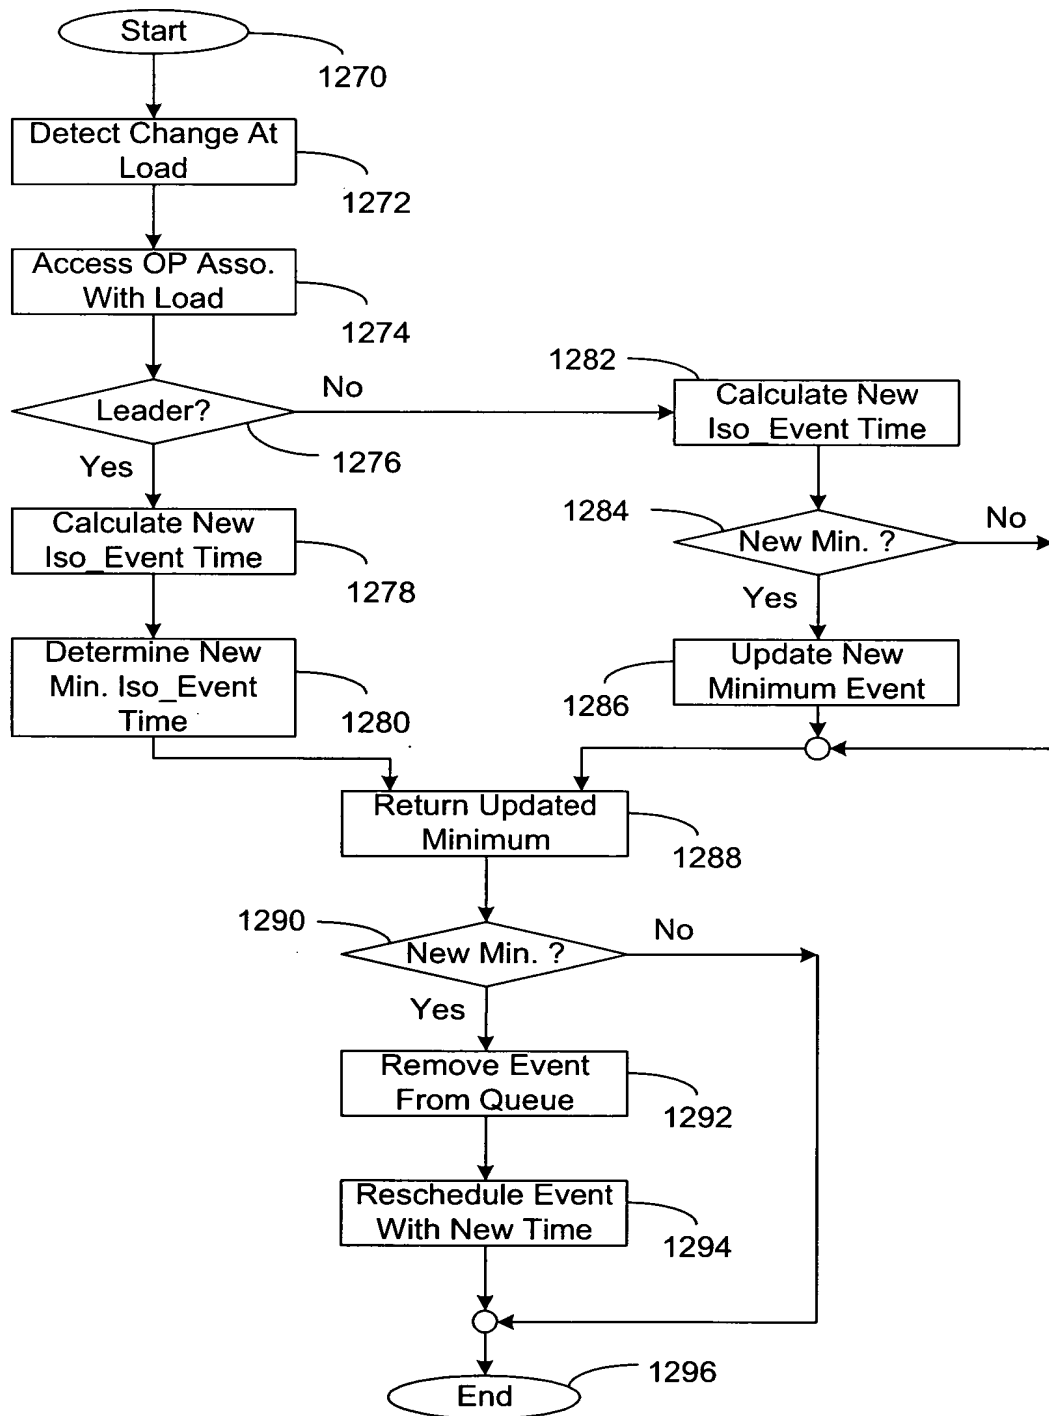 Start
1270
Detect Change At
Load
1272
Access OP Asso.
With Load
1274
Leader?
No
1276
Yes
1282
Calculate New
Iso_Event Time
Calculate New
Iso_Event Time
1278
1284
New Min. ?
No
Yes
Determine New
Min. Iso_Event
Time
1280
Update New
Minimum Event
1286
Return Updated
Minimum
1288
1290
New Min. ?
No
Yes
Remove Event
From Queue
1292
Reschedule Event
With New Time
1294
End
1296